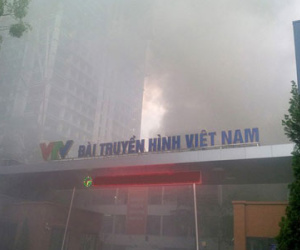 VTV ĐÀI TRUYỀN HÌNH VIỆT NAM